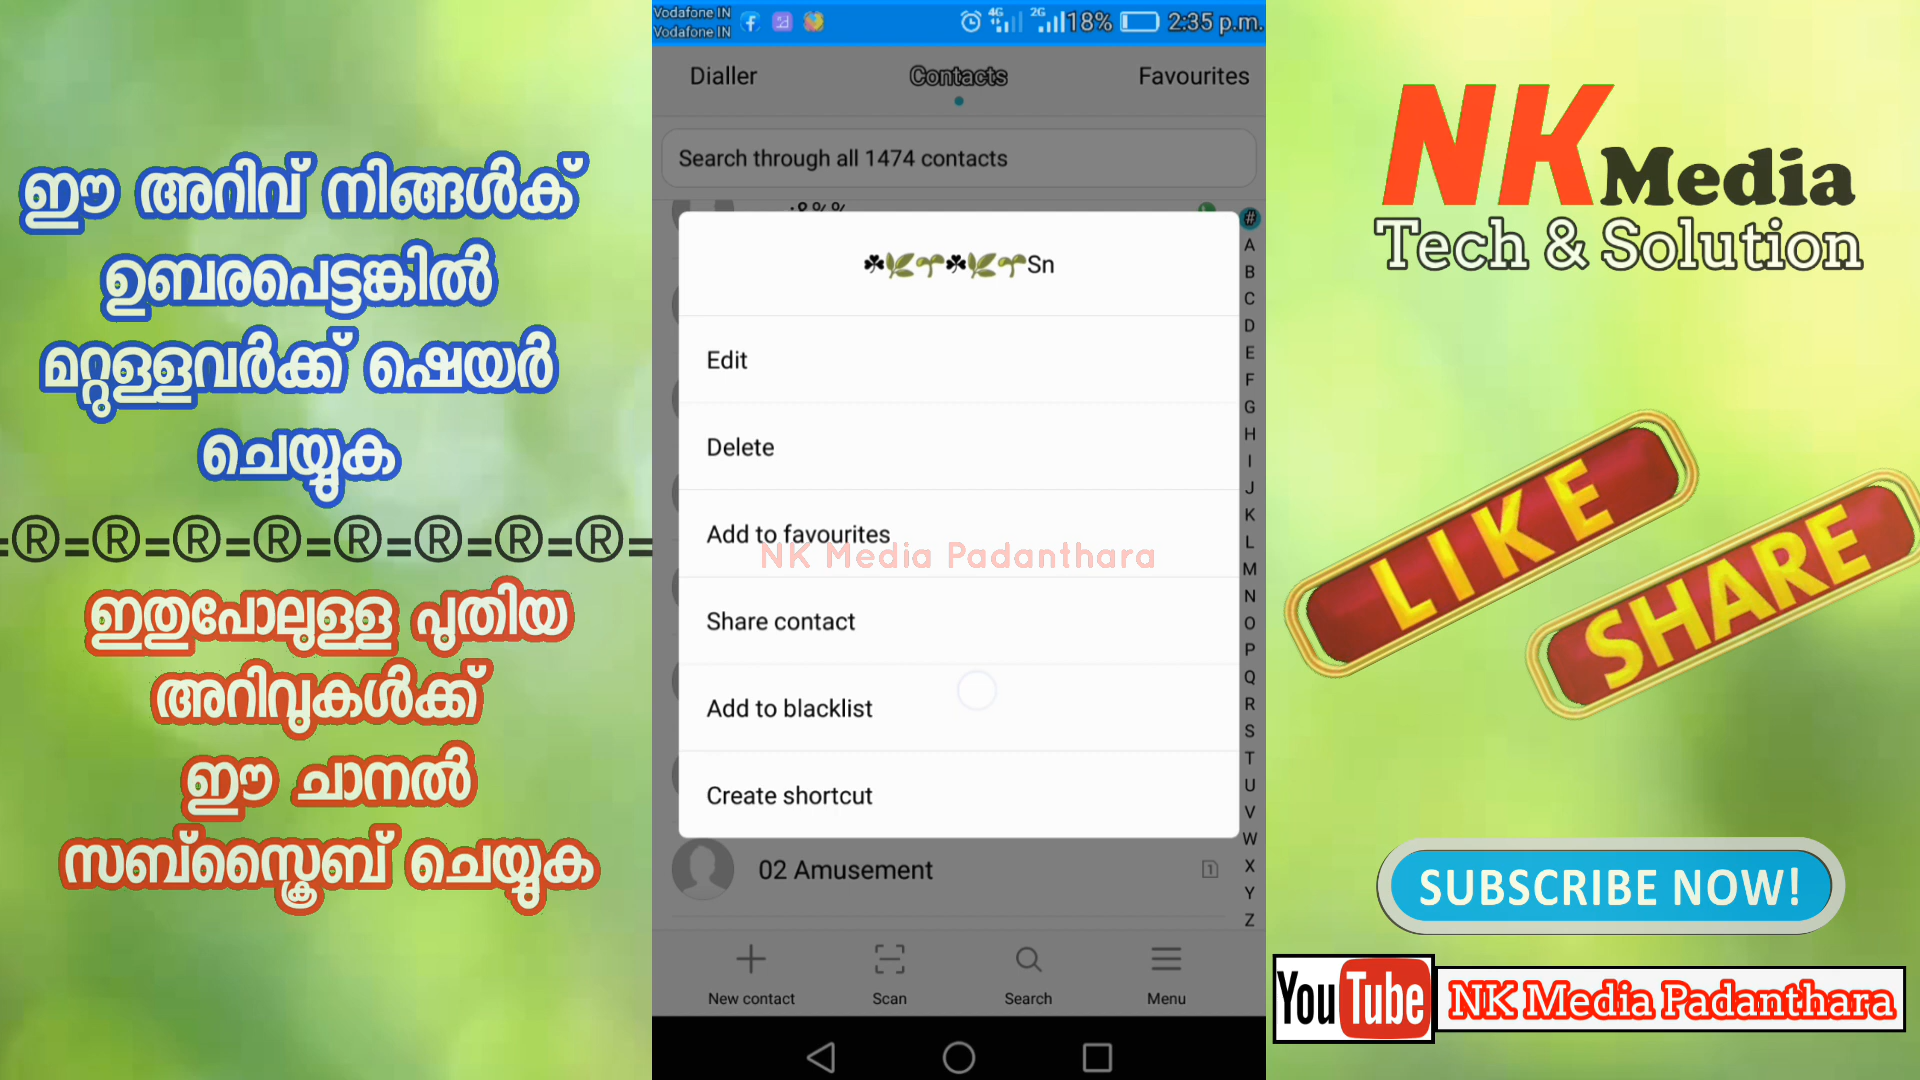 ഈ അറിവ് നിങ്ങൾക്
ഉബരപെട്ടങ്കിൽ
മറ്റുള്ളവർക്ക് ഷെയർ
ചെയ്യുക
=®=®=®=®=®=®=®=®=
ഇതുപോലുള്ള പുതിയ
അറിവുകൾക്ക്
ഈ ചാനൽ
സബ്സ്ക്രൈബ് ചെയ്യുക
Vodafone IN
Vodafone IN
4G 2G 18% 2:35 p.m.
Dialler Contacts Favourites
Search through all 1474 contacts
☘🌿🌱☘🌿🌱Sn
Edit
Delete
Add to favourites
NK Media Padanthara
Share contact
Add to blacklist
Create shortcut
02 Amusement 1
#
A
B
C
D
E
F
G
H
I
J
K
L
M
N
O
P
Q
R
S
T
U
V
W
X
Y
Z
New contact Scan Search Menu
NK Media
Tech & Solution
LIKE
SHARE
SUBSCRIBE NOW!
YouTube NK Media Padanthara